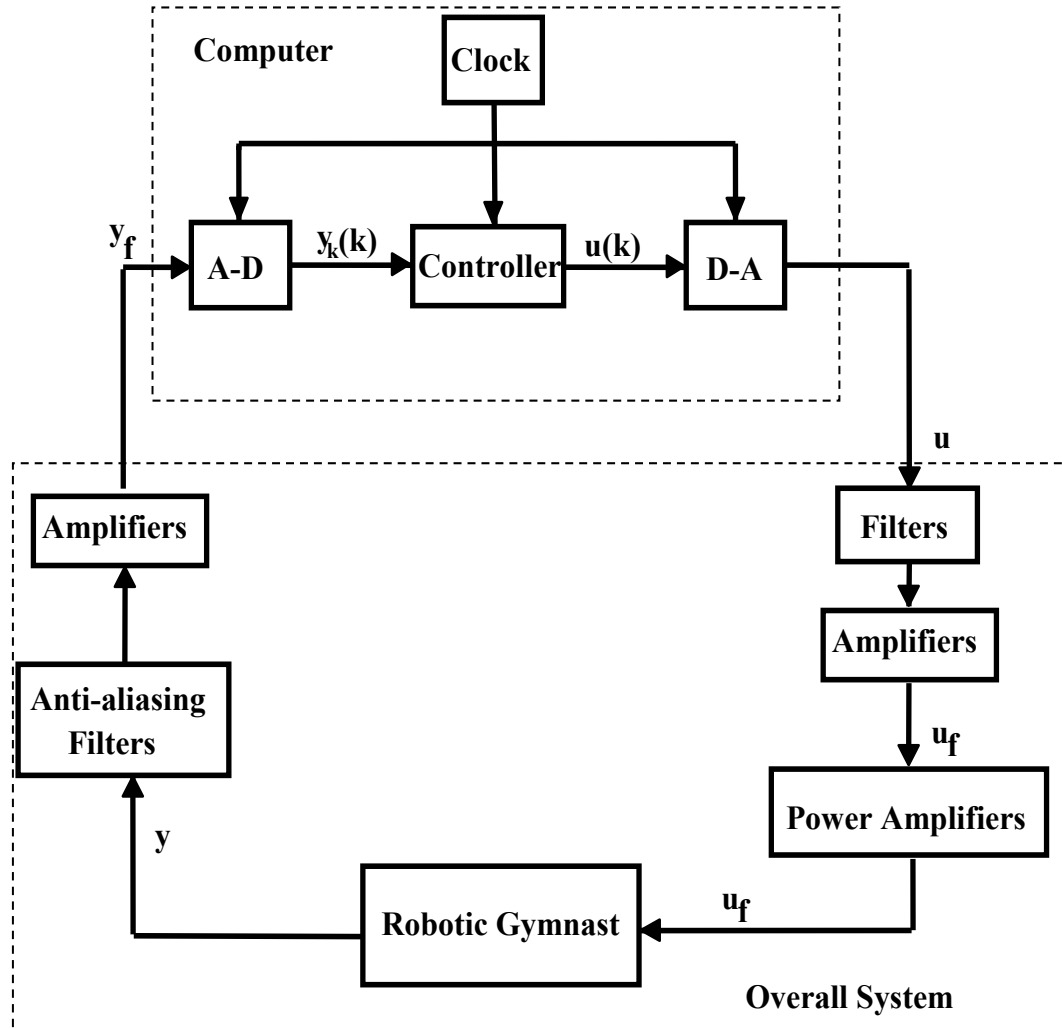 Computer
Clock
y_f
A-D
y_k(k)
Controller
u(k)
D-A
u
Amplifiers
Filters
Amplifiers
Anti-aliasing
Filters
u_f
Power Amplifiers
y
Robotic Gymnast
u_f
Overall System